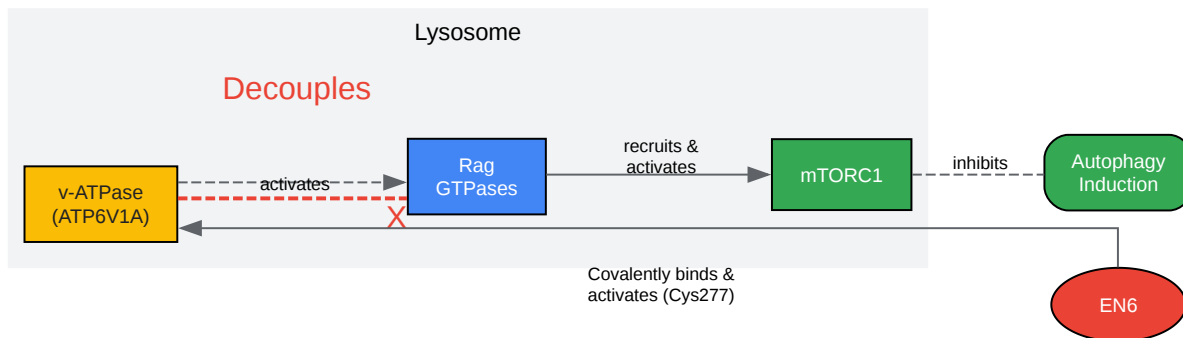 Lysosome
Decouples
v-ATPase
(ATP6V1A)
activates
X
Rag
GTPases
recruits &
activates
mTORC1
inhibits
Autophagy
Induction
Covalently binds &
activates (Cys277)
EN6